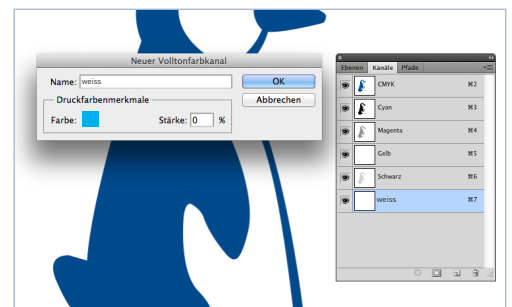 Neuer Volltonfarbkanal
Name: weiss
OK
Druckfarbenmerkmale
Abbrechen
Farbe:
Stärke: 0 %
Ebenen Kanäle Pfade
CMYK ⌘2
Cyan ⌘3
Magenta ⌘4
Gelb ⌘5
Schwarz ⌘6
weiss ⌘7